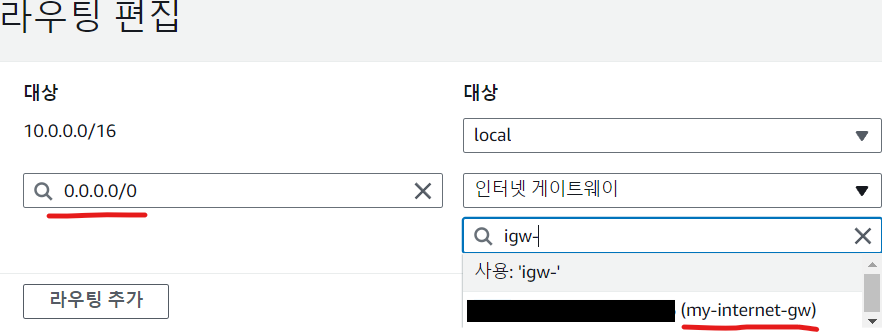 라우팅 편집
대상 대상
10.0.0.0/16 local
0.0.0.0/0 인터넷 게이트웨이
igw-
사용: 'igw-'
(my-internet-gw)
라우팅 추가